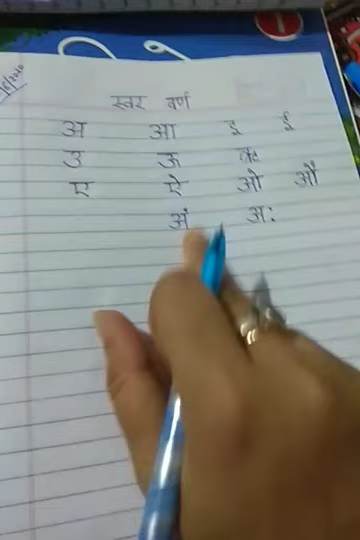 स्वर वर्ण
अ आ इ ई
उ ऊ ऋ
ए ऐ ओ औ
अं अः